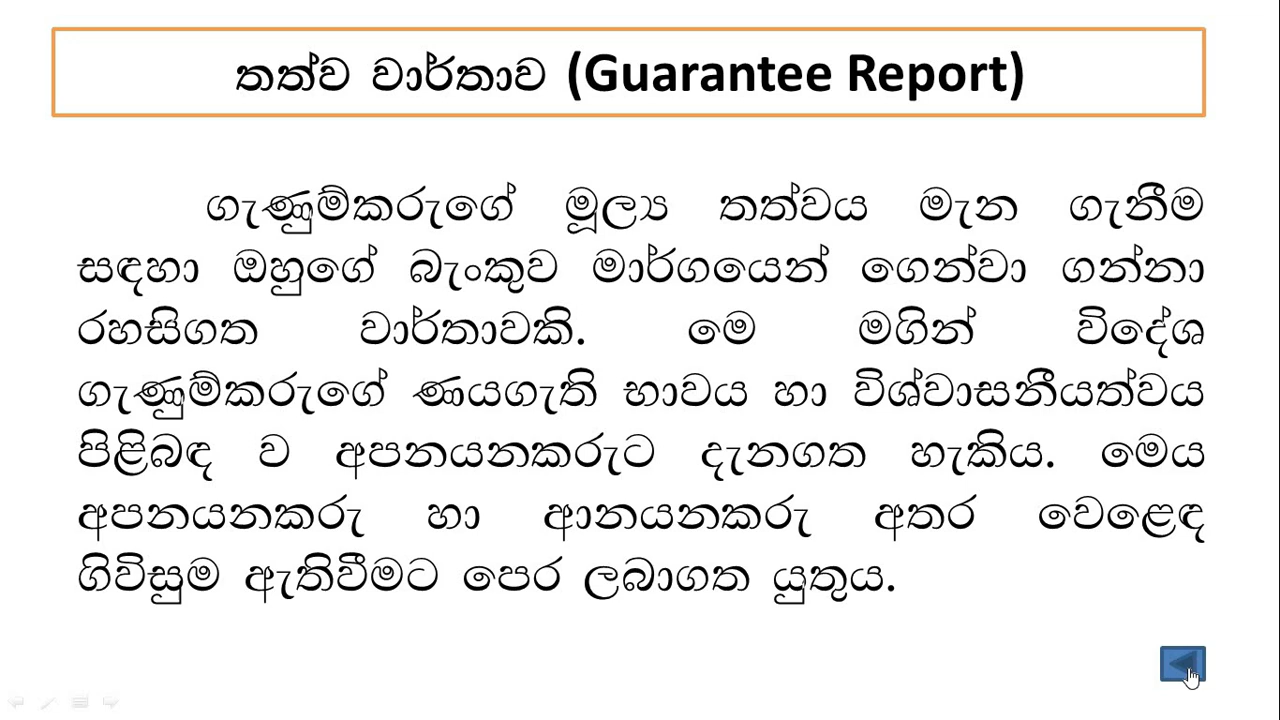 තත්ව වාර්තාව (Guarantee Report)
ගැණුම්කරුගේ මූල්‍ය තත්වය මැන ගැනීම
සඳහා ඔහුගේ බැංකුව මාර්ගයෙන් ගෙන්වා ගන්නා
රහසිගත වාර්තාවකි. මෙ මගින් විදේශ
ගැණුම්කරුගේ ණයගැති භාවය හා විශ්වාසනීයත්වය
පිළිබඳ ව අපනයනකරුට දැනගත හැකිය. මෙය
අපනයනකරු හා ආනයනකරු අතර වෙළෙඳ
ගිවිසුම ඇතිවීමට පෙර ලබාගත යුතුය.